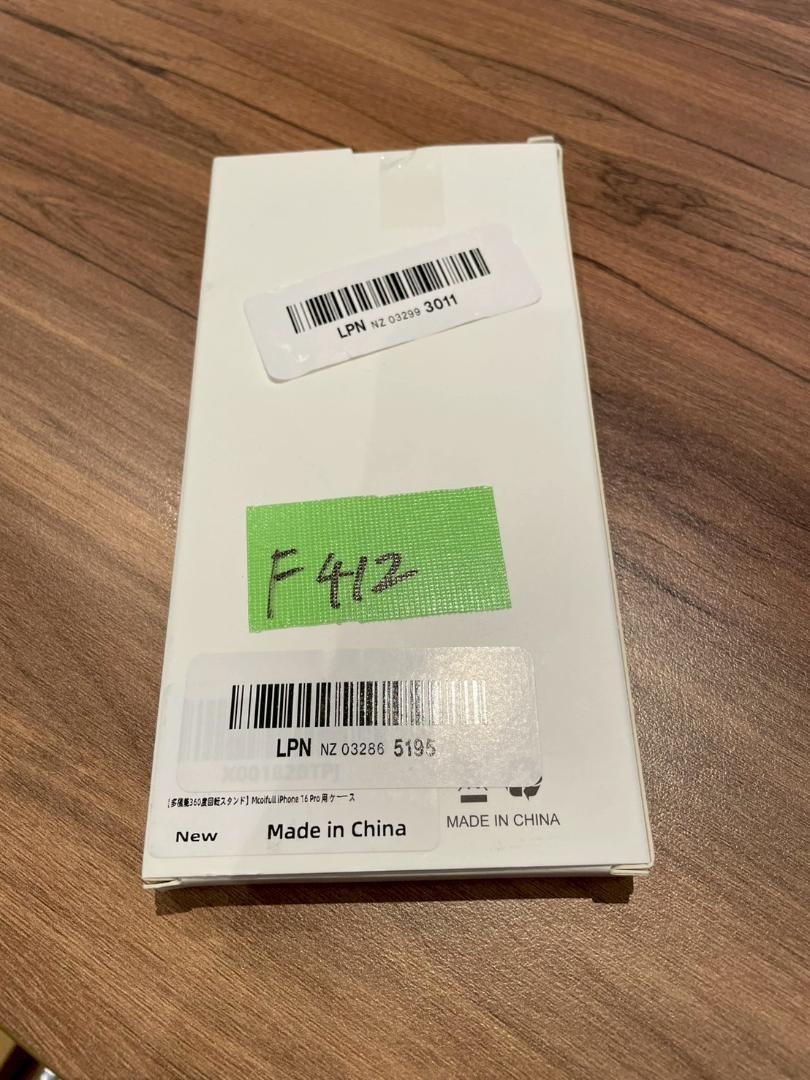 LPN NZ 03299 3011
F412
LPN NZ 03286 5195
【多機能360度回転スタンド】Mcoifull iPhone 16 Pro 用 ケース
New Made in China
MADE IN CHINA